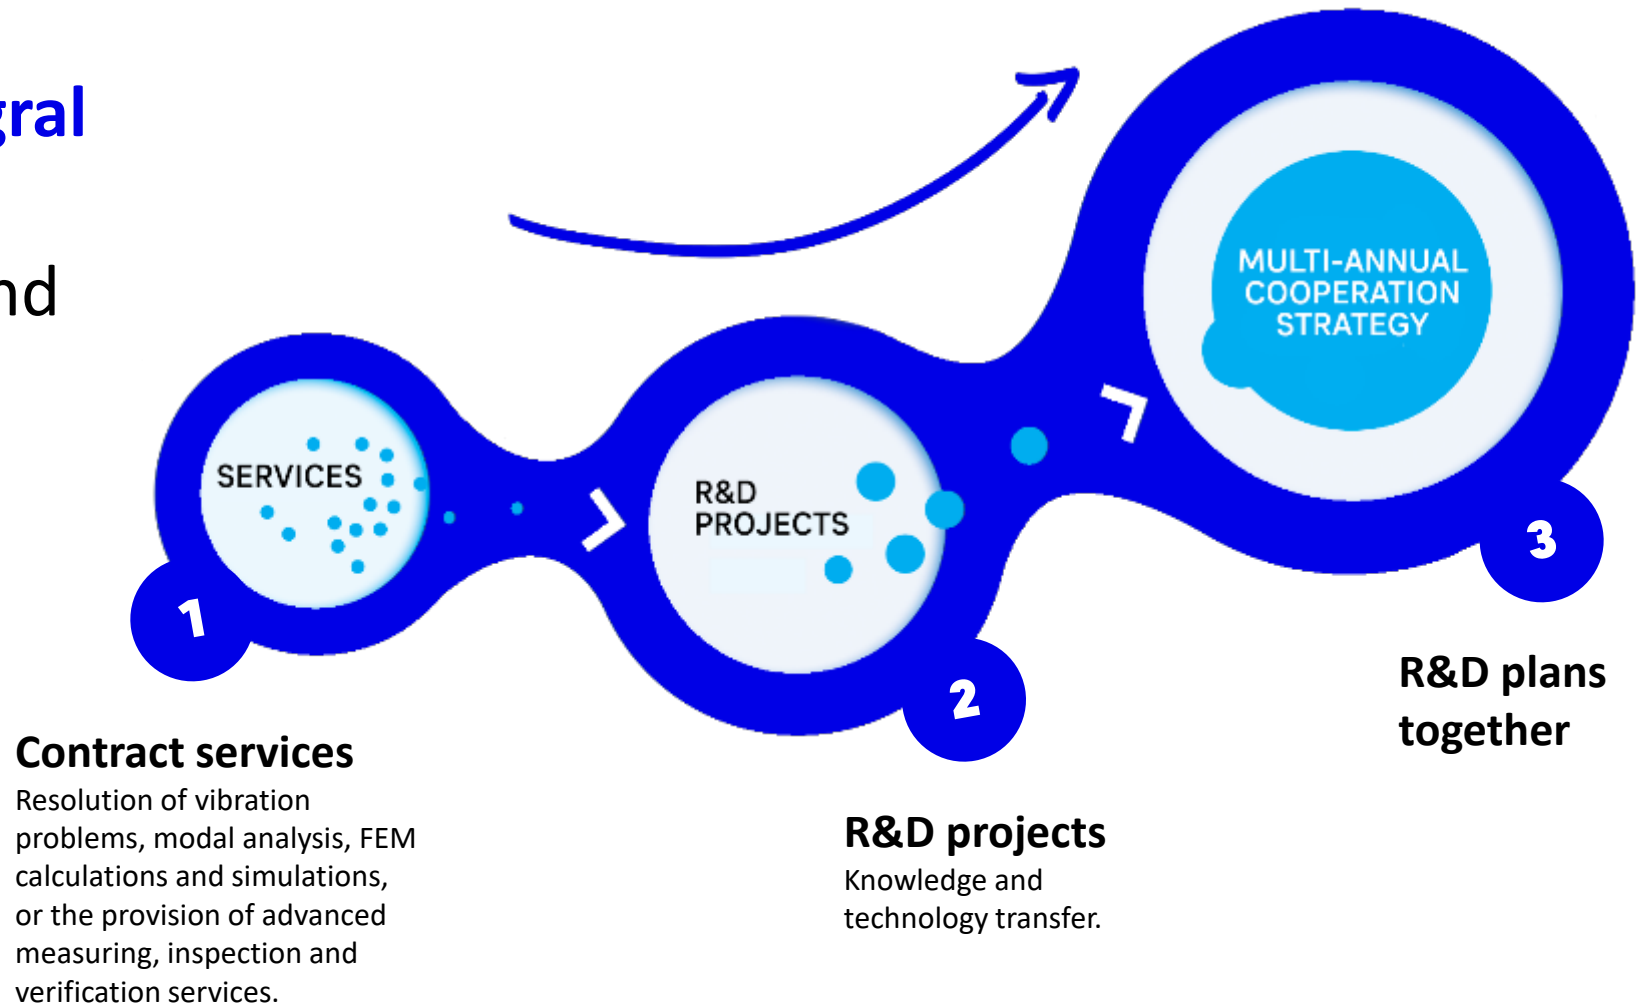 gral
nd
MULTI-ANNUAL
COOPERATION
STRATEGY
SERVICES
R&D
PROJECTS
1
2
3
R&D plans
together
Contract services
Resolution of vibration
problems, modal analysis, FEM
calculations and simulations,
or the provision of advanced
measuring, inspection and
verification services.
R&D projects
Knowledge and
technology transfer.